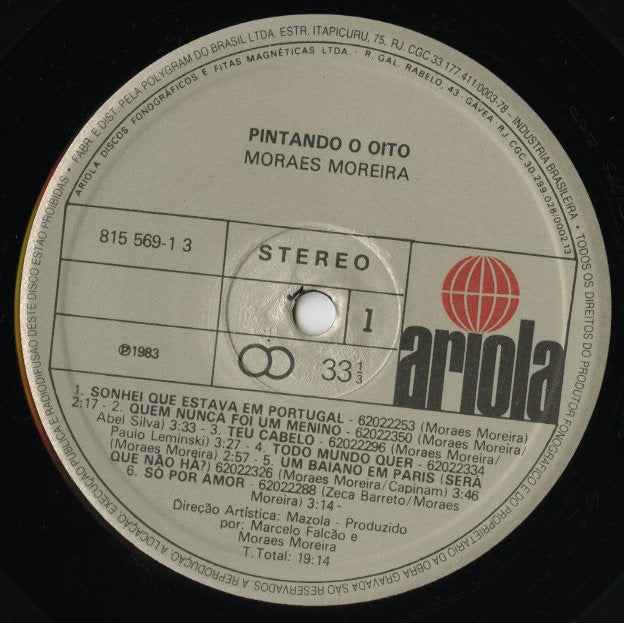 • FABR. E DIST. PELA POLYGRAM DO BRASIL LTDA. ESTR. ITAPICURU, 75. RJ. CGC 33.177.411/0003-78 - INDUSTRIA BRASILEIRA • TODOS OS DIREITOS DO PRODUTOR FONOGRÁFICO E DO PROPRIETÁRIO DA OBRA GRAVADA SÃO RESERVADOS. A REPRODUÇÃO, A LOCAÇÃO, EXECUÇÃO PÚBLICA E RADIODIFUSÃO DESTE DISCO ESTÃO PROIBIDAS
ARIOLA DISCOS FONOGRÁFICOS E FITAS MAGNÉTICAS LTDA. · R. GAL. RABELO, 43 GÁVEA RJ. CGC 30.299.028/0002.13
PINTANDO O OITO
MORAES MOREIRA
815 569-1 3
STEREO
1
℗1983
33 1/3
ariola
1. SONHEI QUE ESTAVA EM PORTUGAL - 62022253 (Moraes Moreira)
2:17 - 2. QUEM NUNCA FOI UM MENINO - 62022350 (Moraes Moreira/
Abel Silva) 3:33 - 3. TEU CABELO - 62022296 (Moraes Moreira/
Paulo Leminski) 3:27 - 4. TODO MUNDO QUER - 62022334
(Moraes Moreira) 2:57 - 5. UM BAIANO EM PARIS (SERÁ
QUE NÃO HÁ?) 62022326 (Moraes Moreira/Capinam) 3:46
6. SÓ POR AMOR - 62022288 (Zeca Barreto/Moraes
Moreira) 3:14 -
Direção Artística: Mazola - Produzido
por: Marcelo Falcão e
Moraes Moreira
T. Total: 19:14